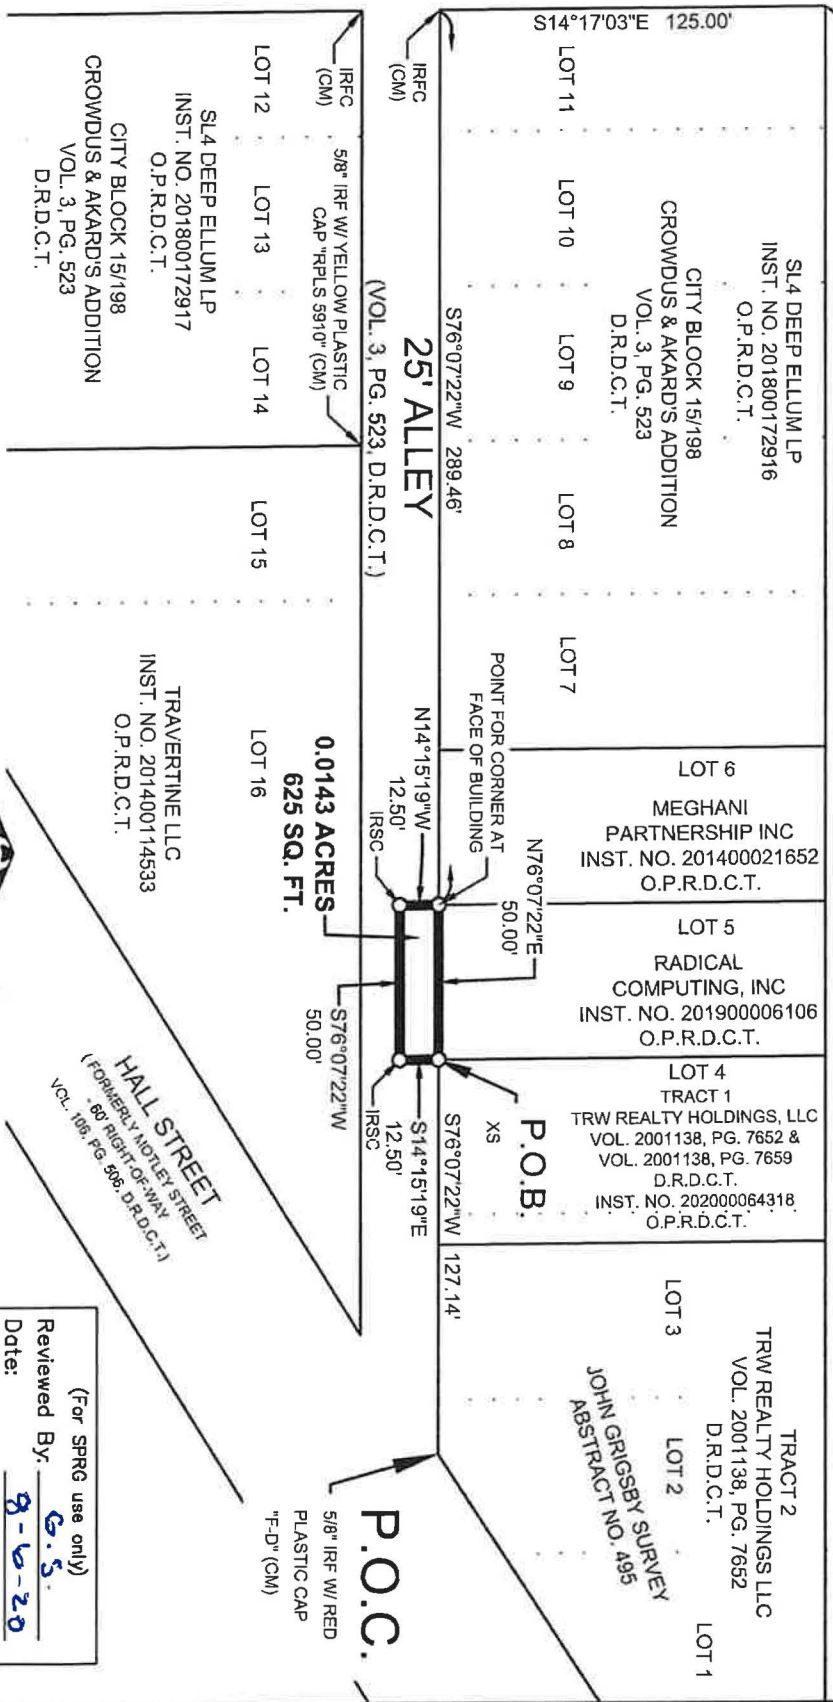 S14°17'03"E 125.00'
LOT 11
LOT 10
LOT 9
LOT 8
LOT 7
SL4 DEEP ELLUM LP
INST. NO. 201800172916
O.P.R.D.C.T.
CITY BLOCK 15/198
CROWDUS & AKARD'S ADDITION
VOL. 3, PG. 523
D.R.D.C.T.
LOT 6
MEGHANI
PARTNERSHIP INC
INST. NO. 201400021652
O.P.R.D.C.T.
LOT 5
RADICAL
COMPUTING, INC
INST. NO. 201900006106
O.P.R.D.C.T.
LOT 4
TRACT 1
TRW REALTY HOLDINGS, LLC
VOL. 2001138, PG. 7652 &
VOL. 2001138, PG. 7659
D.R.D.C.T.
INST. NO. 202000064318
O.P.R.D.C.T.
TRACT 2
TRW REALTY HOLDINGS LLC
VOL. 2001138, PG. 7652
D.R.D.C.T.
LOT 3
LOT 2
LOT 1
JOHN GRIGSBY SURVEY
ABSTRACT NO. 495
IRFC
(CM)
S76°07'22"W 289.46'
25' ALLEY
(VOL. 3, PG. 523, D.R.D.C.T.)
POINT FOR CORNER AT
FACE OF BUILDING
N76°07'22"E
50.00'
N14°15'19"W
12.50'
IRSC
P.O.B.
XS
S76°07'22"W 127.14'
S14°15'19"E
12.50'
IRSC
S76°07'22"W
50.00'
0.0143 ACRES
625 SQ. FT.
P.O.C.
5/8" IRF W/ RED
PLASTIC CAP
"F-D" (CM)
IRFC
(CM)
5/8" IRF W/ YELLOW PLASTIC
CAP "RPLS 5910" (CM)
LOT 12
LOT 13
LOT 14
LOT 15
LOT 16
SL4 DEEP ELLUM LP
INST. NO. 201800172917
O.P.R.D.C.T.
CITY BLOCK 15/198
CROWDUS & AKARD'S ADDITION
VOL. 3, PG. 523
D.R.D.C.T.
TRAVERTINE LLC
INST. NO. 201400114533
O.P.R.D.C.T.
HALL STREET
(FORMERLY MOTLEY STREET
60' RIGHT-OF-WAY
VOL. 106, PG. 506, D.R.D.C.T.)
(For SPRG use only)
Reviewed By: G.S.
Date: 8-6-20